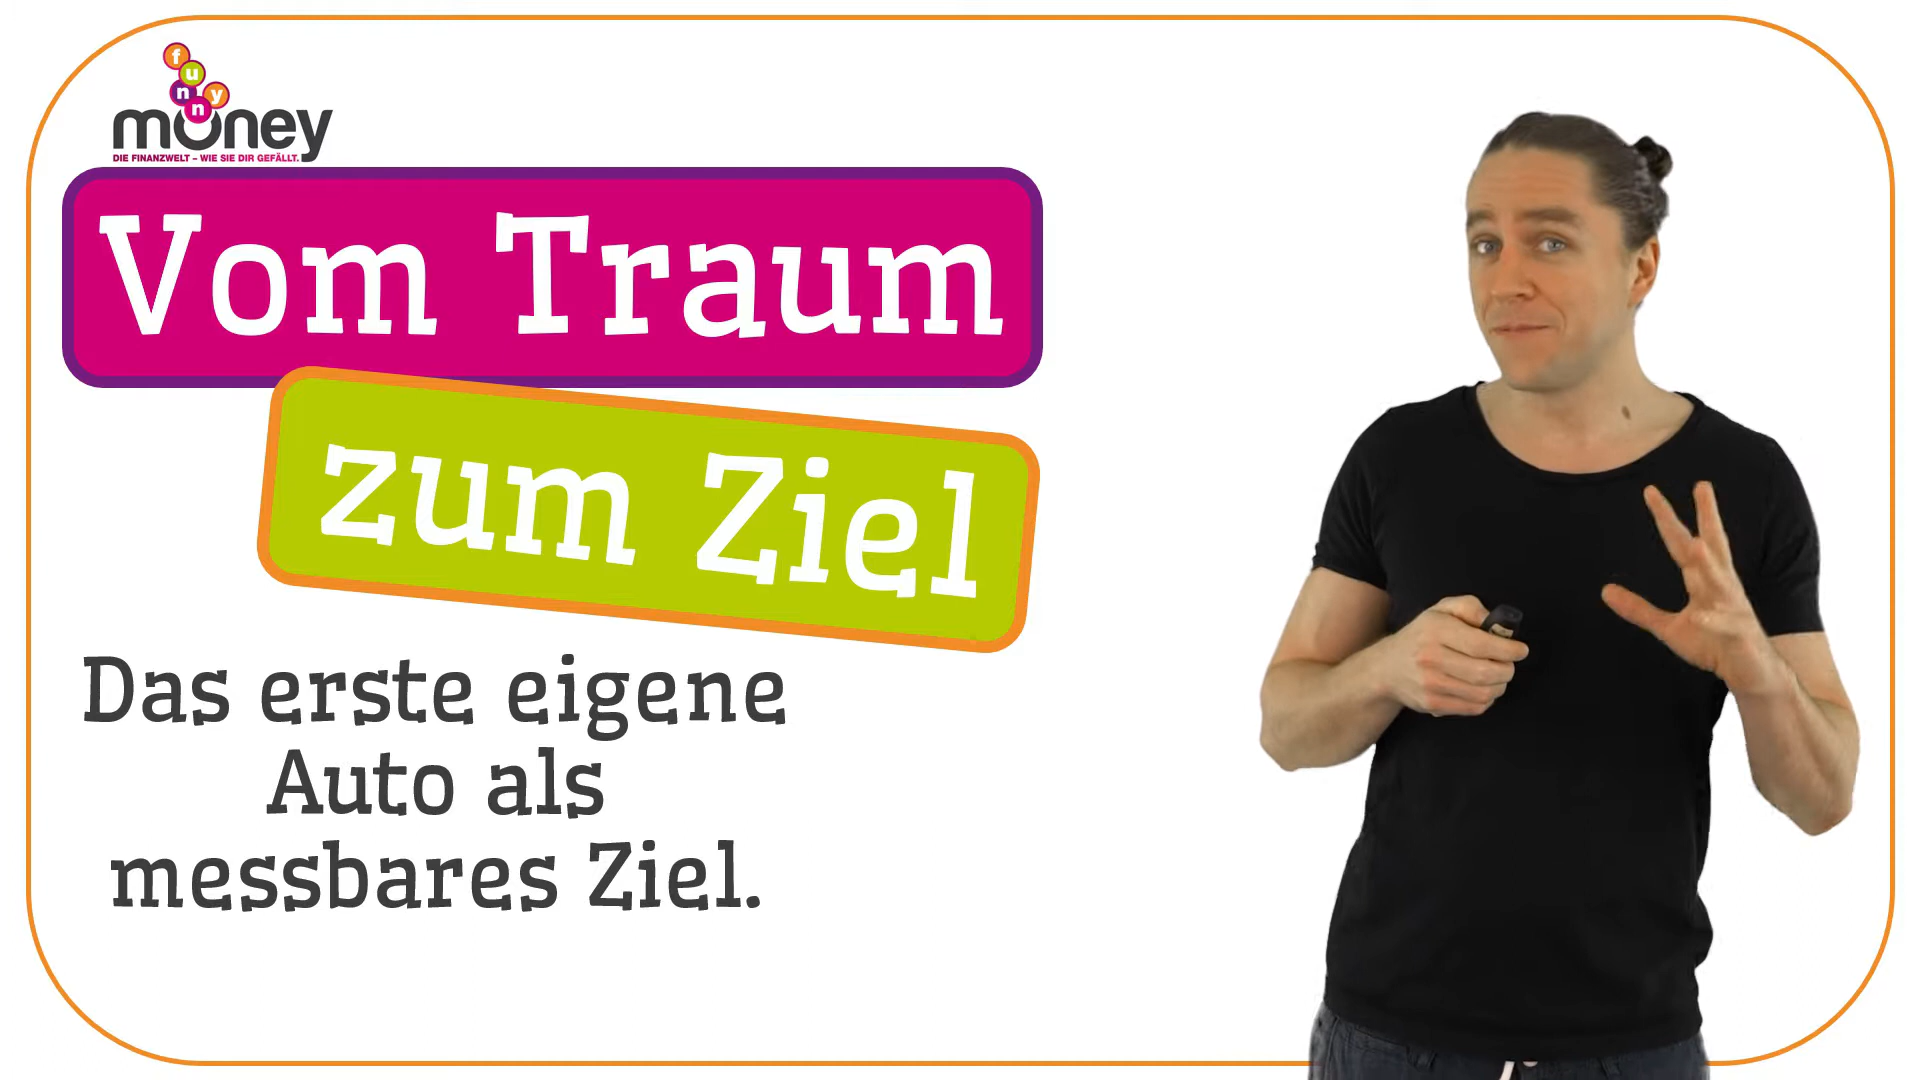 funny
money
DIE FINANZWELT – WIE SIE DIR GEFÄLLT.
Vom Traum
zum Ziel
Das erste eigene
Auto als
messbares Ziel.